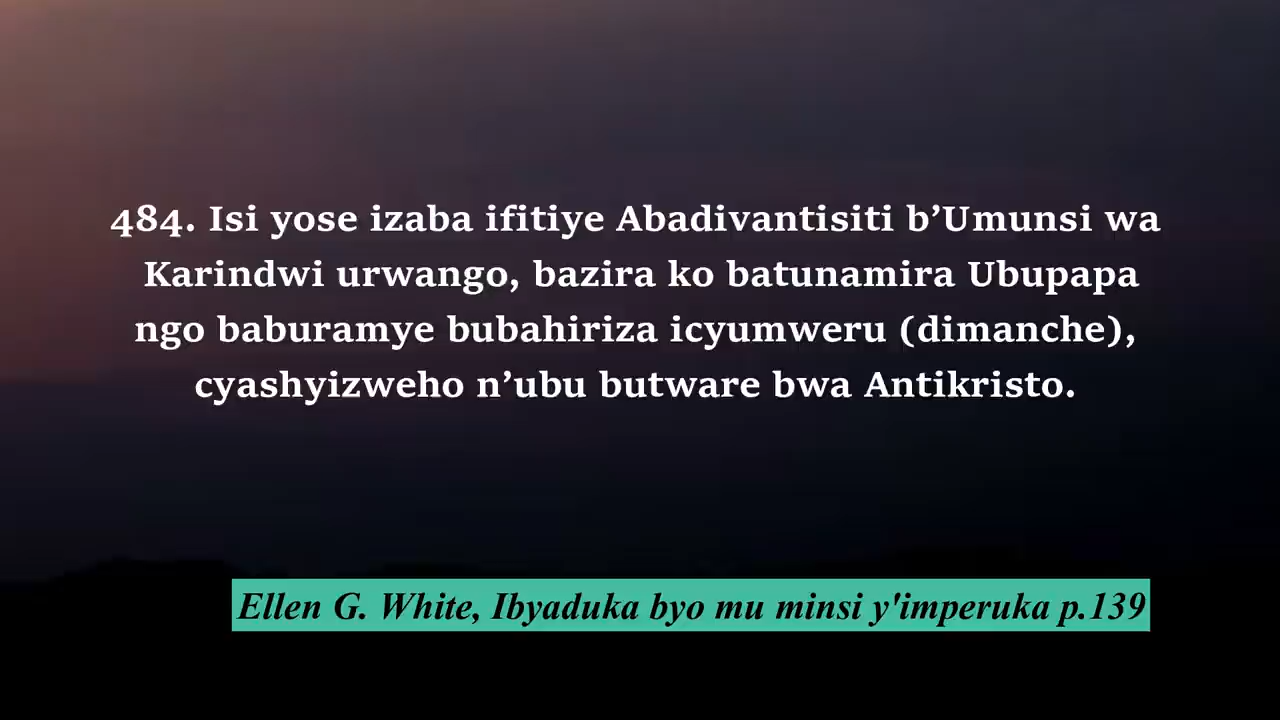 484. Isi yose izaba ifitiye Abadivantisiti b’Umunsi wa
Karindwi urwango, bazira ko batunamira Ubupapa
ngo baburamye bubahiriza icyumweru (dimanche),
cyashyizweho n’ubu butware bwa Antikristo.
Ellen G. White, Ibyaduka byo mu minsi y'imperuka p.139